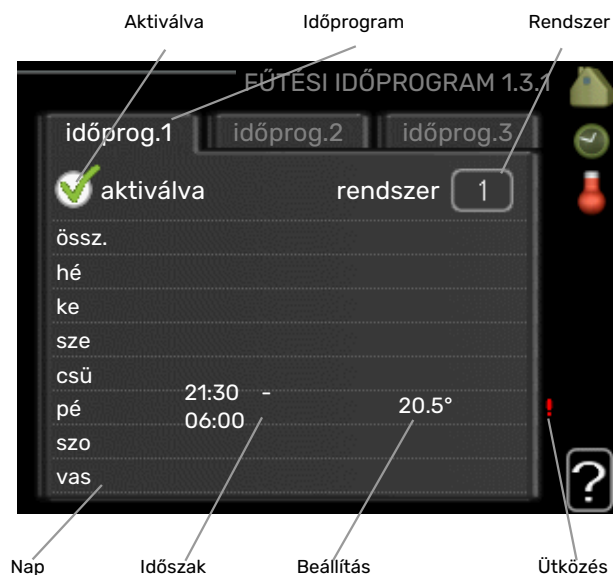 Aktiválva Időprogram Rendszer
FŰTÉSI IDŐPROGRAM 1.3.1
időprog.1 időprog.2 időprog.3
aktiválva rendszer 1
össz.
hé
ke
sze
csü
pé 21:30 - 06:00 20.5° !
szo
vas
?
Nap Időszak Beállítás Ütközés